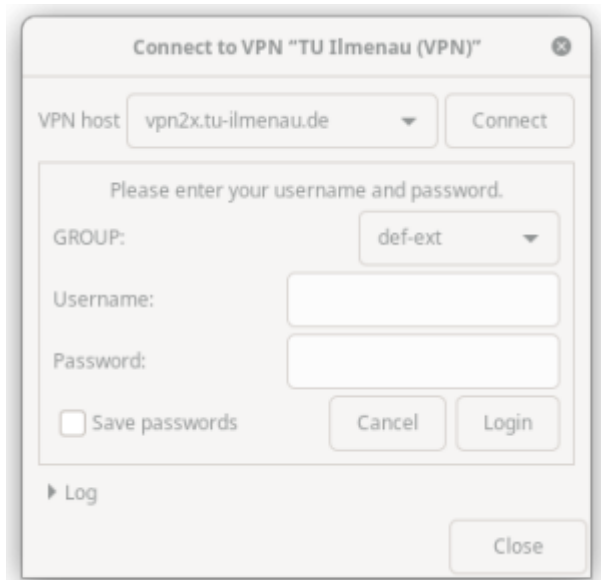 Connect to VPN “TU Ilmenau (VPN)”
VPN host vpn2x.tu-ilmenau.de Connect
Please enter your username and password.
GROUP: def-ext
Username:
Password:
Save passwords Cancel Login
Log
Close